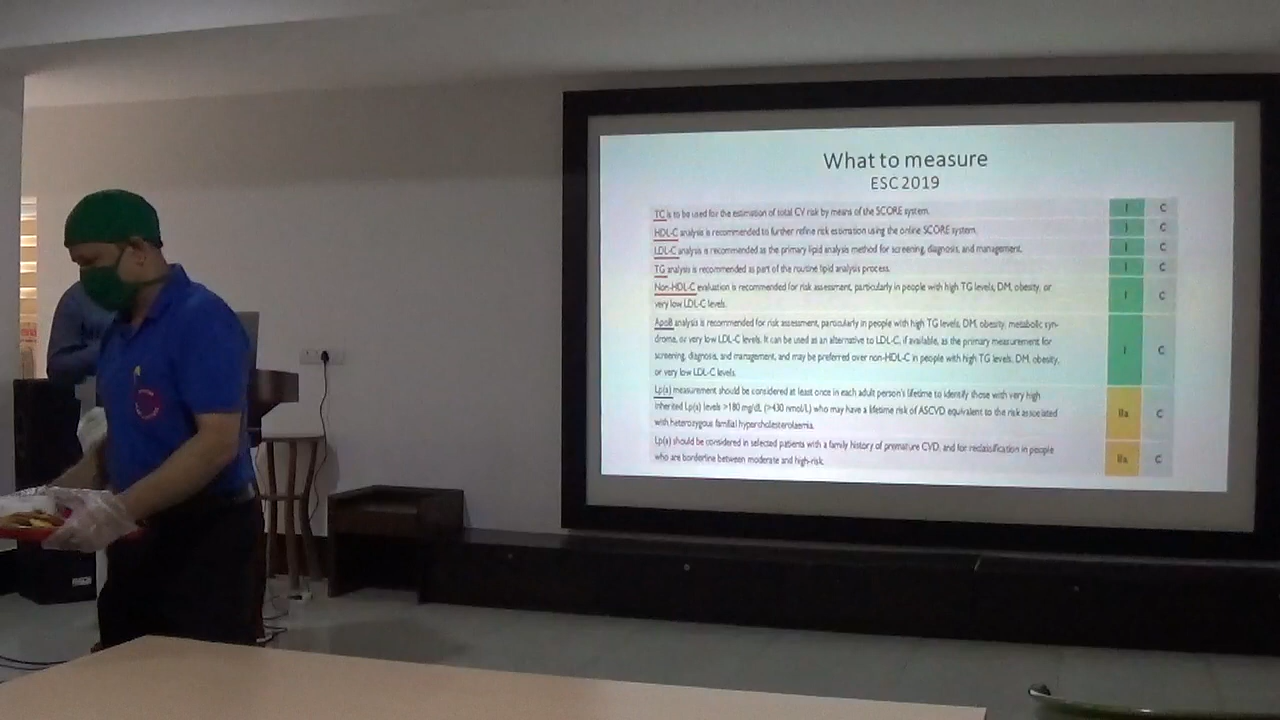 What to measure
ESC 2019
TC is to be used for the estimation of total CV risk by means of the SCORE system. I C
HDL-C analysis is recommended to further refine risk estimation using the online SCORE system. I C
LDL-C analysis is recommended as the primary lipid analysis method for screening, diagnosis, and management. I C
TG analysis is recommended as part of the routine lipid analysis process. I C
Non-HDL-C evaluation is recommended for risk assessment, particularly in people with high TG levels, DM, obesity, or
very low LDL-C levels. I C
ApoB analysis is recommended for risk assessment, particularly in people with high TG levels, DM, obesity, metabolic syn-
drome, or very low LDL-C levels. It can be used as an alternative to LDL-C, if available, as the primary measurement for
screening, diagnosis, and management, and may be preferred over non-HDL-C in people with high TG levels, DM, obesity,
or very low LDL-C levels. I C
Lp(a) measurement should be considered at least once in each adult person's lifetime to identify those with very high
inherited Lp(a) levels >180 mg/dL (>430 nmol/L) who may have a lifetime risk of ASCVD equivalent to the risk associated
with heterozygous familial hypercholesterolaemia. IIa C
Lp(a) should be considered in selected patients with a family history of premature CVD, and for reclassification in people
who are borderline between moderate and high-risk. IIa C